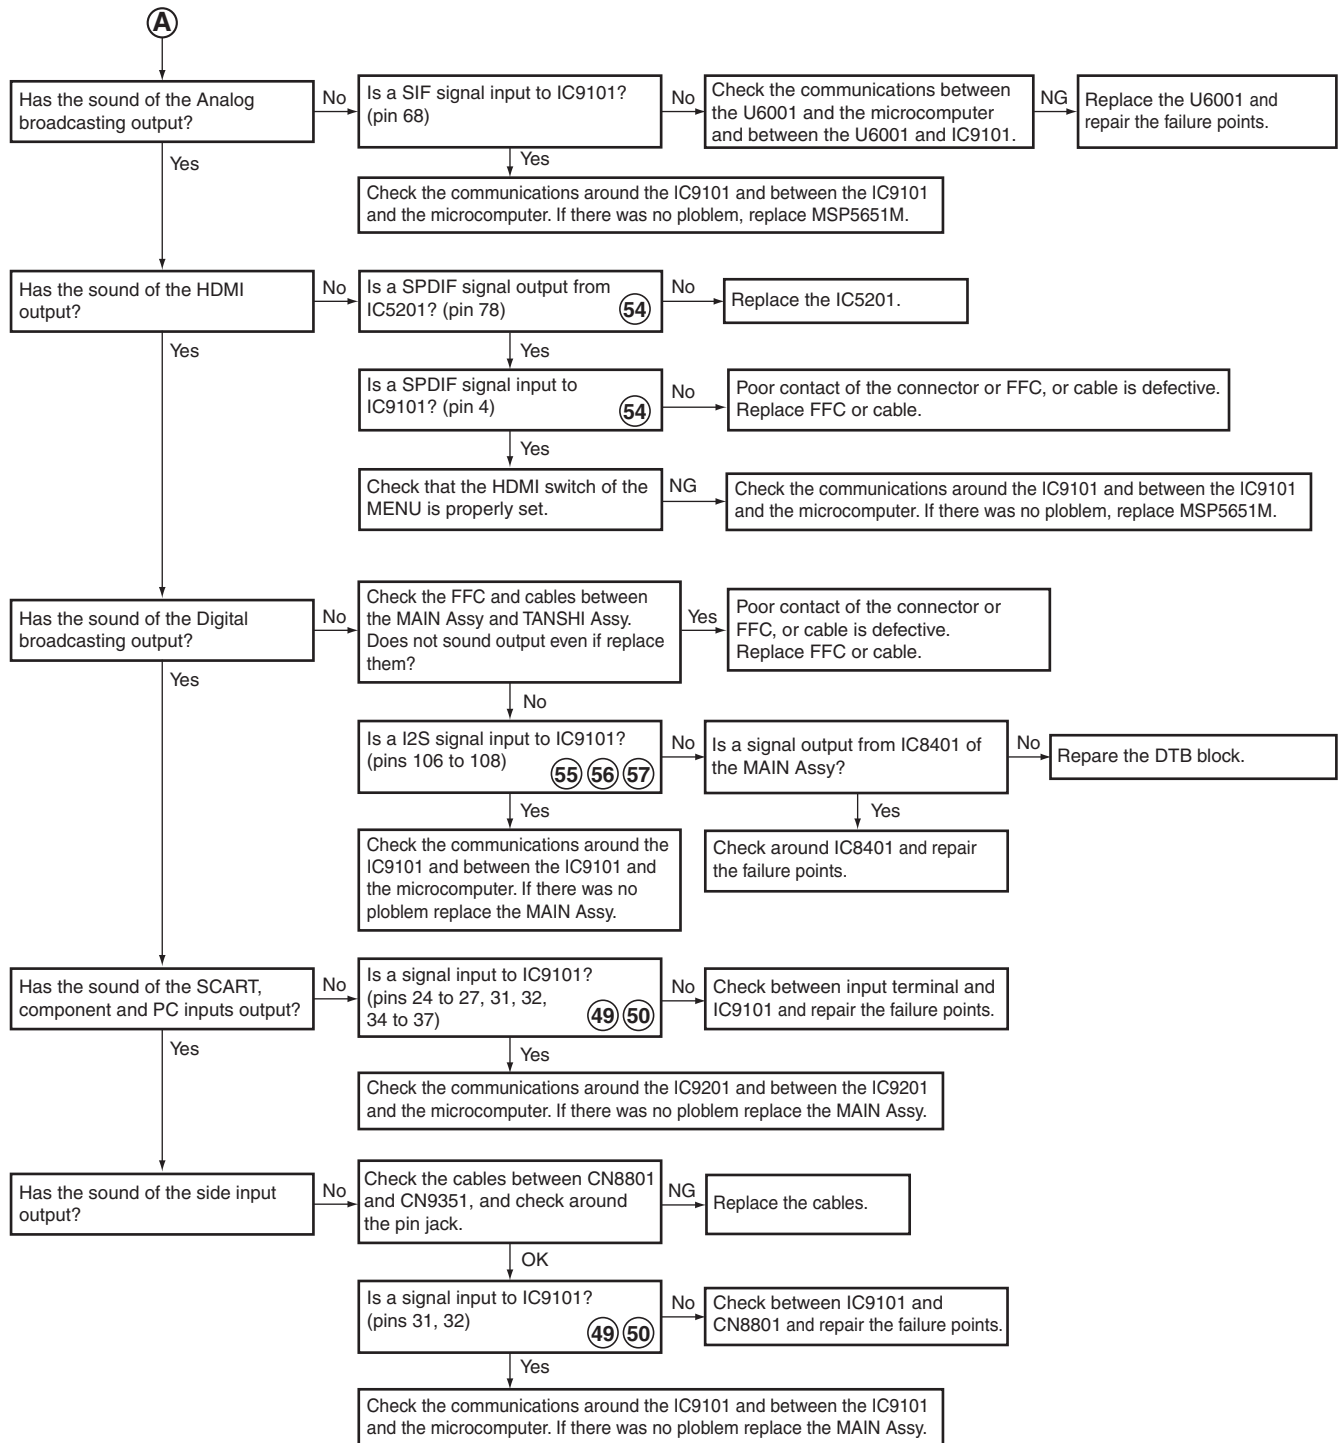 A
Has the sound of the Analog
broadcasting output?
No
Is a SIF signal input to IC9101?
(pin 68)
No
Check the communications between
the U6001 and the microcomputer
and between the U6001 and IC9101.
NG
Replace the U6001 and
repair the failure points.
Yes
Yes
Check the communications around the IC9101 and between the IC9101
and the microcomputer. If there was no ploblem, replace MSP5651M.
Has the sound of the HDMI
output?
No
Is a SPDIF signal output from
IC5201? (pin 78)
54
No
Replace the IC5201.
Yes
Yes
Is a SPDIF signal input to
IC9101? (pin 4)
54
No
Poor contact of the connector or FFC, or cable is defective.
Replace FFC or cable.
Yes
Check that the HDMI switch of the
MENU is properly set.
NG
Check the communications around the IC9101 and between the IC9101
and the microcomputer. If there was no ploblem, replace MSP5651M.
Has the sound of the Digital
broadcasting output?
No
Check the FFC and cables between
the MAIN Assy and TANSHI Assy.
Does not sound output even if replace
them?
Yes
Poor contact of the connector or
FFC, or cable is defective.
Replace FFC or cable.
Yes
No
Is a I2S signal input to IC9101?
(pins 106 to 108)
55 56 57
No
Is a signal output from IC8401 of
the MAIN Assy?
No
Repare the DTB block.
Yes
Yes
Check the communications around the
IC9101 and between the IC9101 and
the microcomputer. If there was no
ploblem replace the MAIN Assy.
Check around IC8401 and repair
the failure points.
Has the sound of the SCART,
component and PC inputs output?
No
Is a signal input to IC9101?
(pins 24 to 27, 31, 32,
34 to 37)
49 50
No
Check between input terminal and
IC9101 and repair the failure points.
Yes
Yes
Check the communications around the IC9201 and between the IC9201
and the microcomputer. If there was no ploblem replace the MAIN Assy.
Has the sound of the side input
output?
No
Check the cables between CN8801
and CN9351, and check around
the pin jack.
NG
Replace the cables.
OK
Is a signal input to IC9101?
(pins 31, 32)
49 50
No
Check between IC9101 and
CN8801 and repair the failure points.
Yes
Check the communications around the IC9101 and between the IC9101
and the microcomputer. If there was no ploblem replace the MAIN Assy.